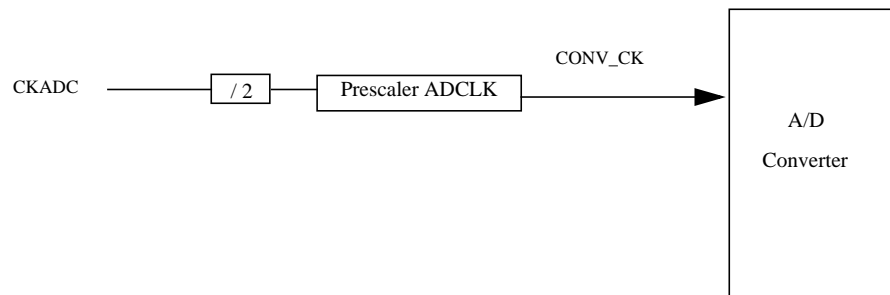 CONV_CK
CKADC
/ 2
Prescaler ADCLK
A/D
Converter